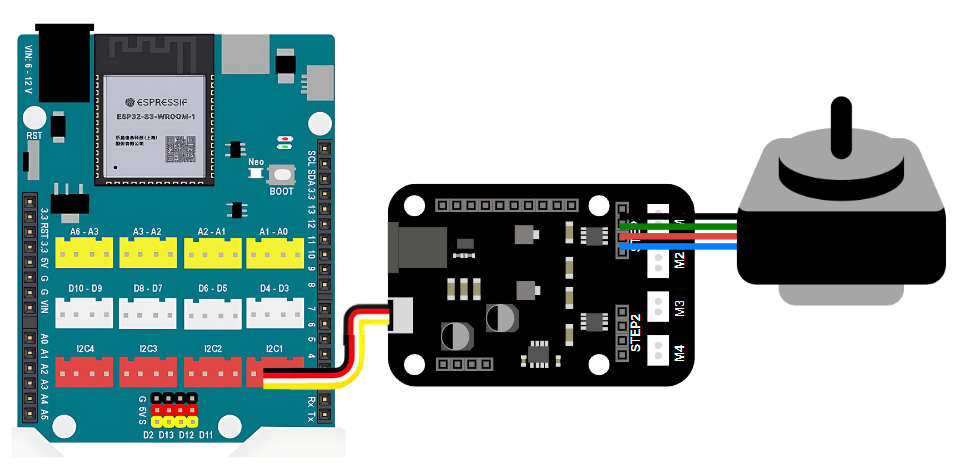 VIN: 6 - 12 V
ESPRESSIF
ESP32-S3-WROOM-1
RST
Neo
BOOT
SCL
SDA
3.3
13
12
11
10
9
8
7
6
5
4
Rx
Tx
3.3
RST
3.3
5V
G
G
VIN
A0
A1
A2
A3
A4
A5
A6 - A3
A3 - A2
A2 - A1
A1 - A0
D10 - D9
D8 - D7
D6 - D5
D4 - D3
I2C4
I2C3
I2C2
I2C1
G
5V
S
D2
D13
D12
D11
M2
M3
STEP2
M4